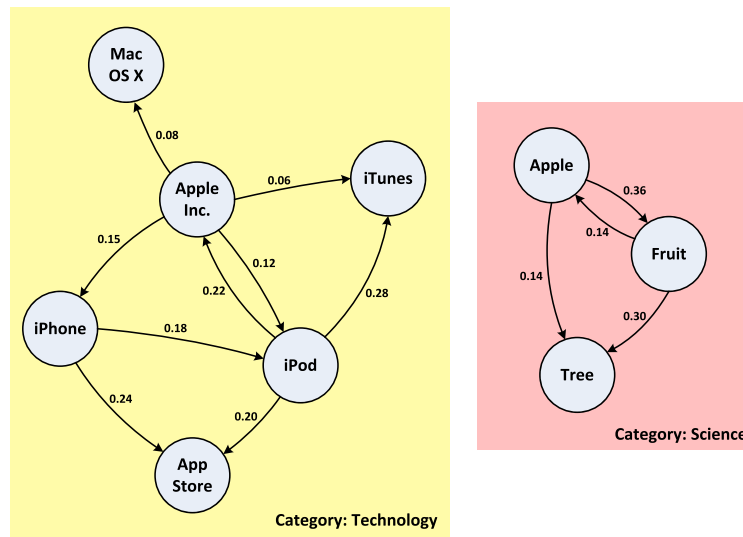 Mac
OS X
0.08
Apple
Inc.
0.06
iTunes
0.15
0.12
0.22
0.28
iPhone
0.18
iPod
0.24
0.20
App
Store
Category: Technology
Apple
0.36
0.14
Fruit
0.14
0.30
Tree
Category: Science